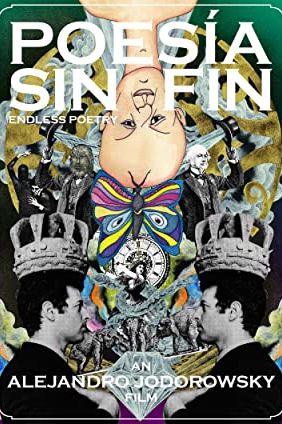 POESÍA
SIN FIN
ENDLESS POETRY
AN
ALEJANDRO JODOROWSKY
FILM